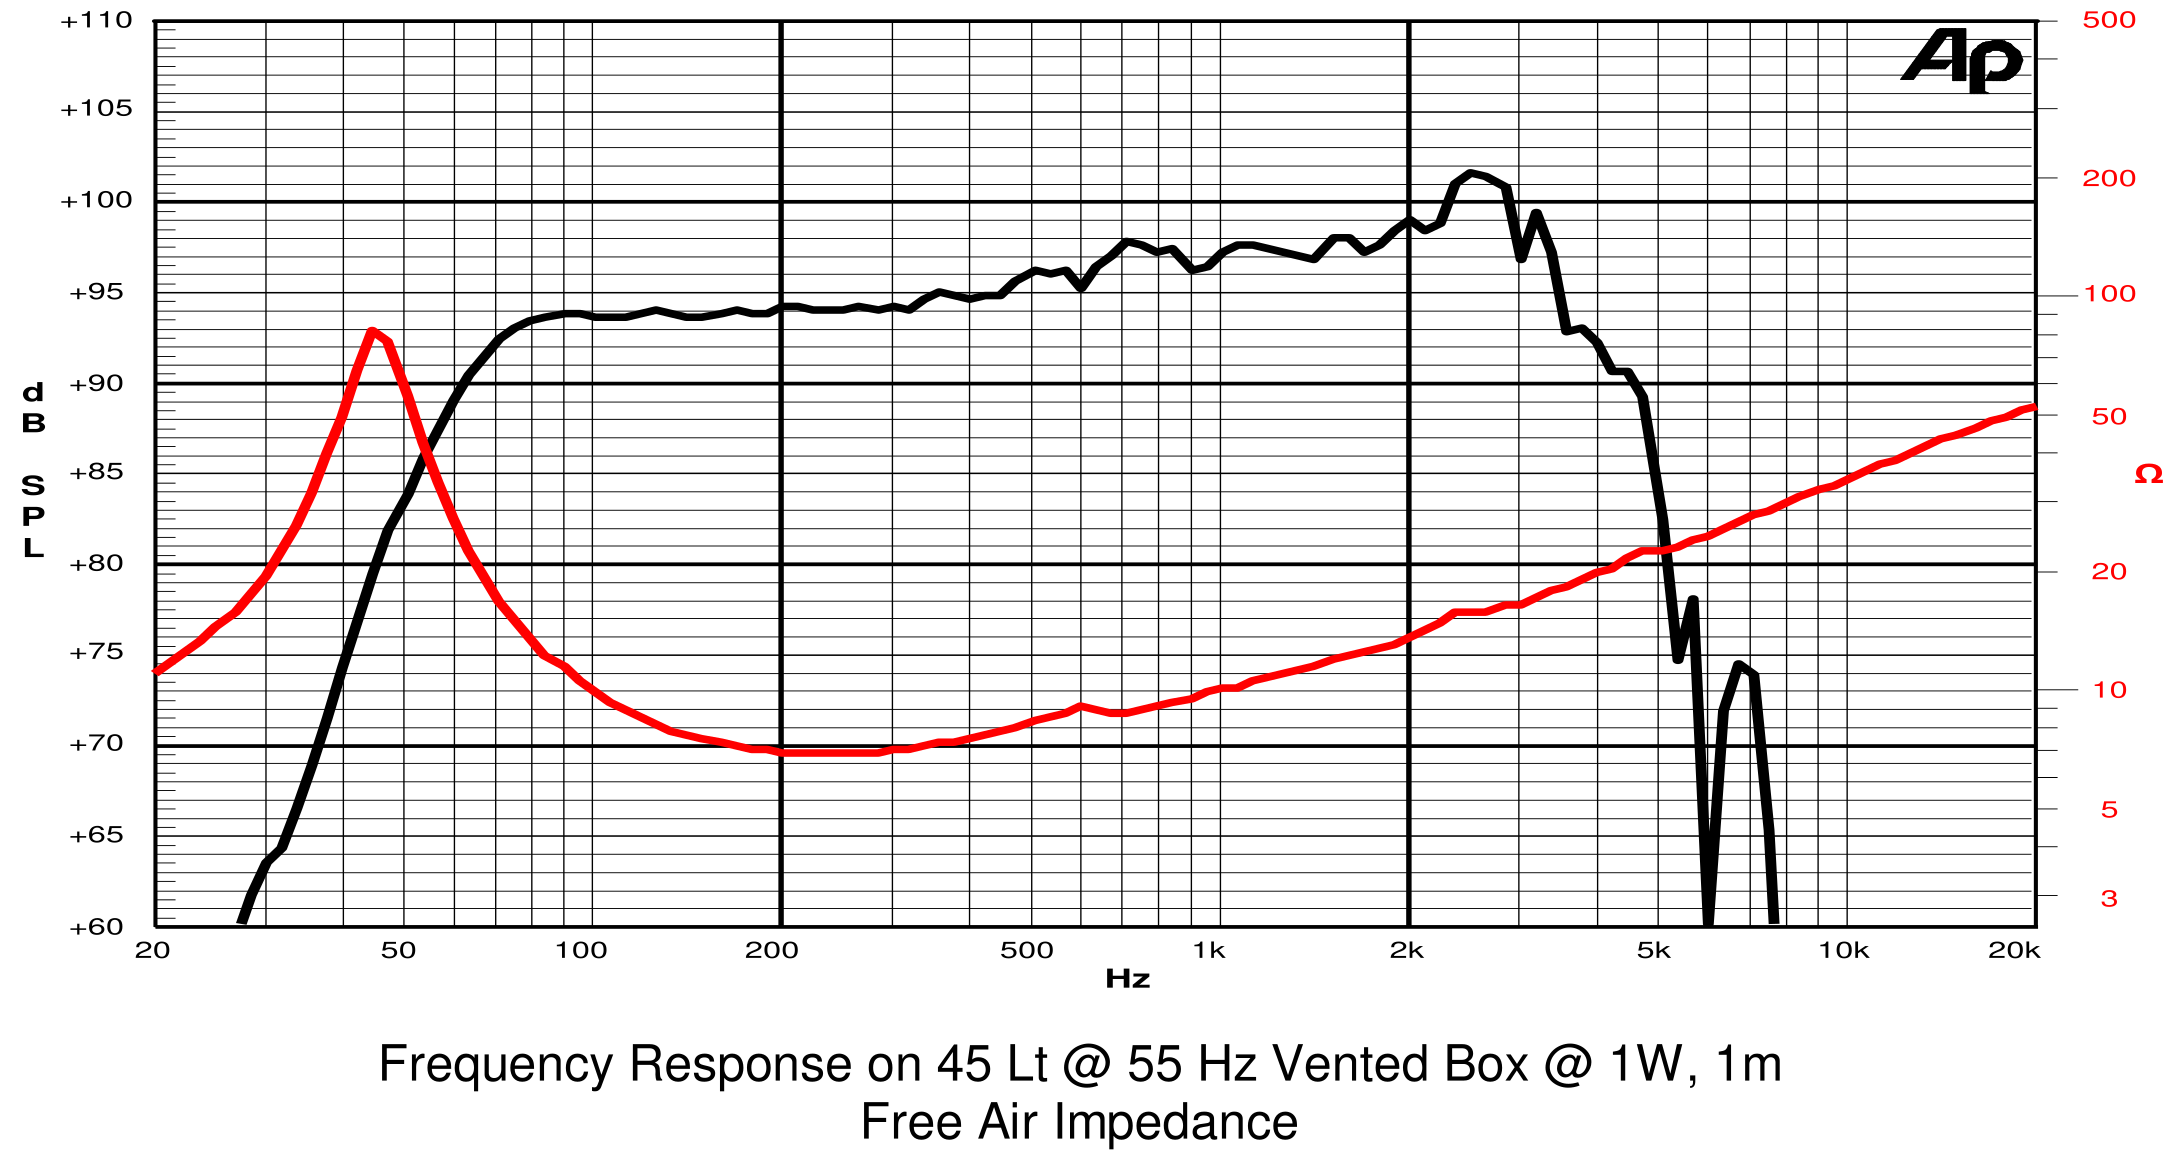 +110
+105
+100
+95
+90
+85
+80
+75
+70
+65
+60
dB SPL
500
200
100
50
20
10
5
3
Ω
Ap
20 50 100 200 500 1k 2k 5k 10k 20k
Hz
Frequency Response on 45 Lt @ 55 Hz Vented Box @ 1W, 1m
Free Air Impedance